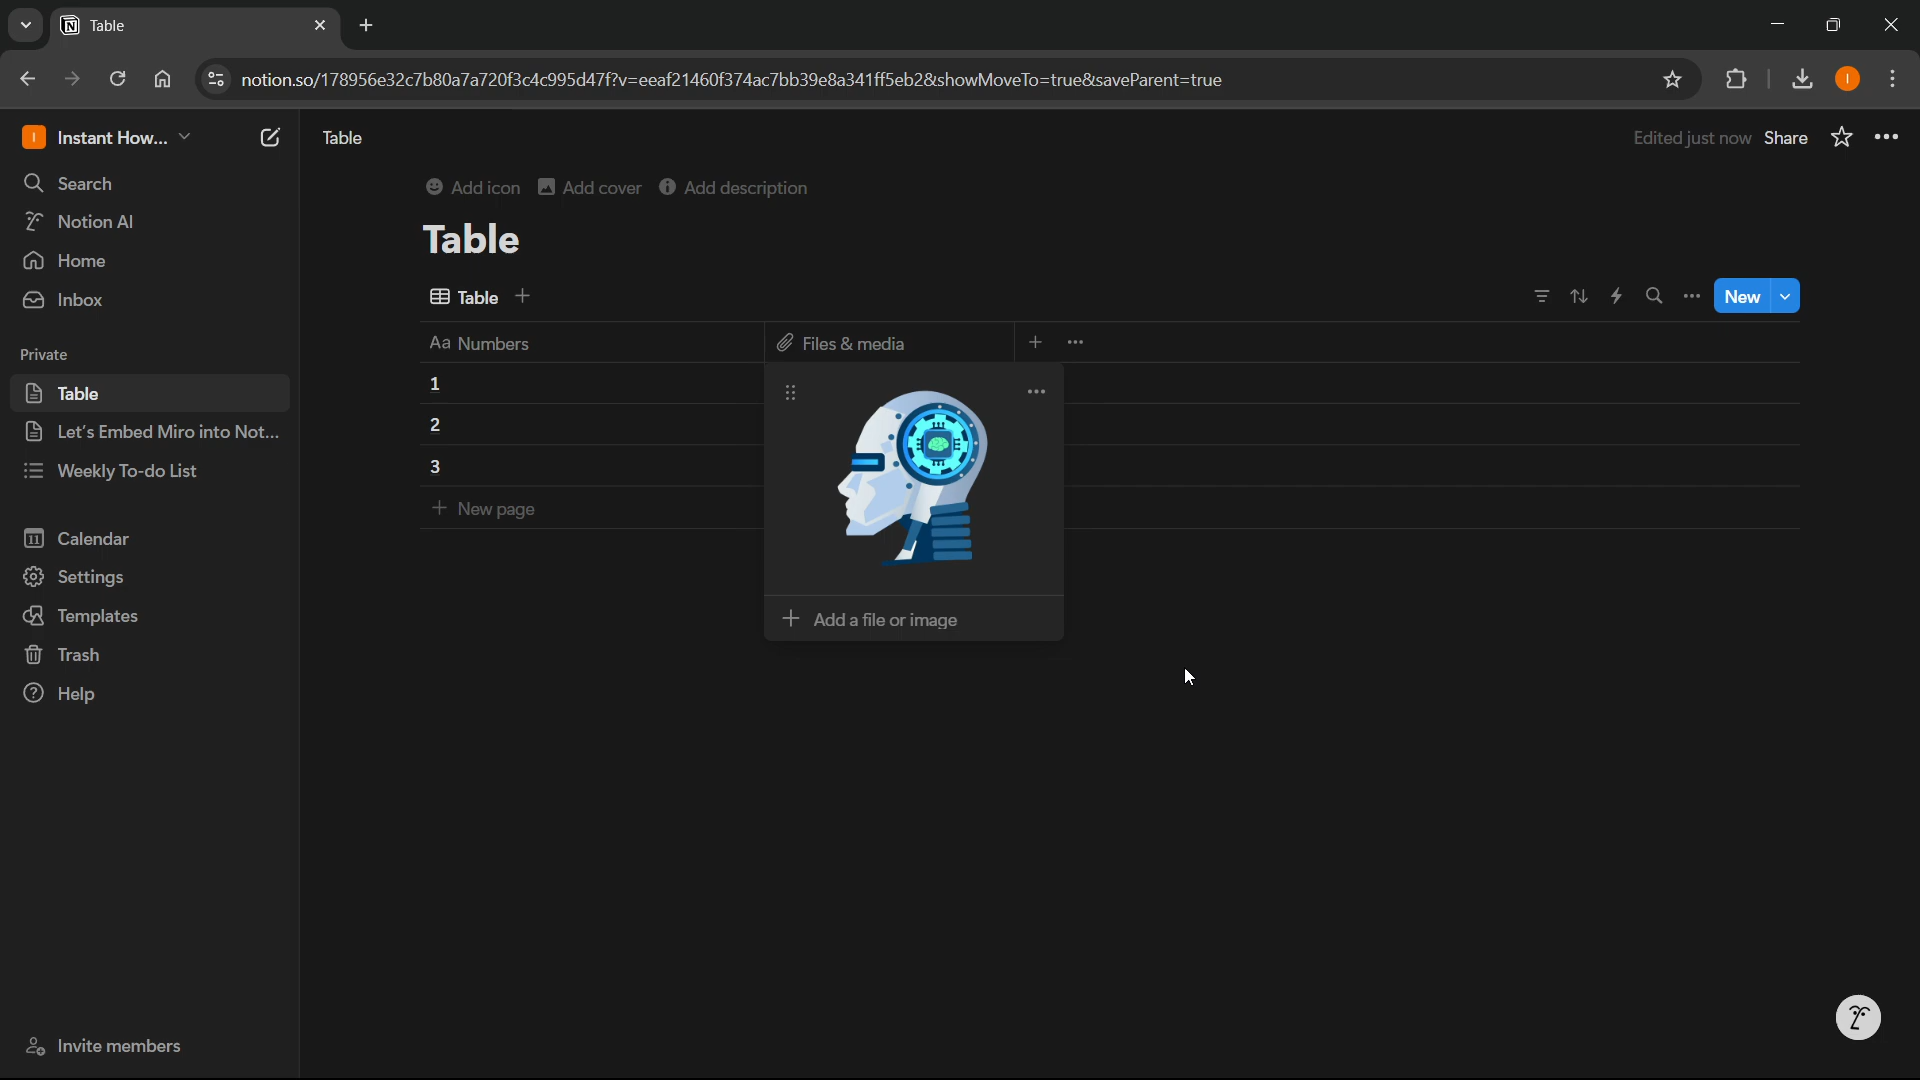 Table
notion.so/178956e32c7b80a7a720f3c4c995d47f?v=eeaf21460f374ac7bb39e8a341ff5eb2&showMoveTo=true&saveParent=true
I
I Instant How...
Table
Edited just now Share
Search
Notion AI
Home
Inbox
Private
Table
Let's Embed Miro into Not...
Weekly To-do List
11 Calendar
Settings
Templates
Trash
Help
Invite members
Add icon Add cover Add description
Table
Table
New
Aa Numbers Files & media
1
2
3
New page
Add a file or image